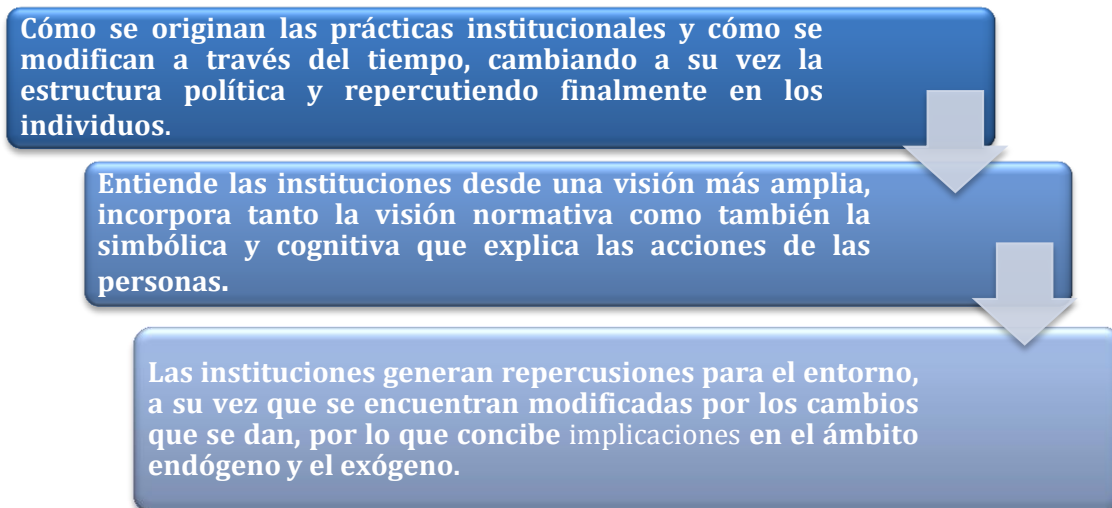 Cómo se originan las prácticas institucionales y cómo se
modifican a través del tiempo, cambiando a su vez la
estructura política y repercutiendo finalmente en los
individuos.
Entiende las instituciones desde una visión más amplia,
incorpora tanto la visión normativa como también la
simbólica y cognitiva que explica las acciones de las
personas.
Las instituciones generan repercusiones para el entorno,
a su vez que se encuentran modificadas por los cambios
que se dan, por lo que concibe implicaciones en el ámbito
endógeno y el exógeno.